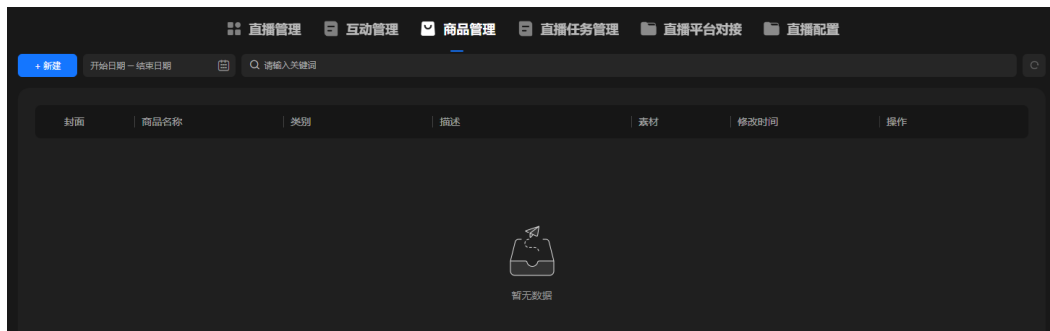 直播管理 互动管理 商品管理 直播任务管理 直播平台对接 直播配置
+ 新建 开始日期 – 结束日期 请输入关键词
封面 商品名称 类别 描述 素材 修改时间 操作
暂无数据